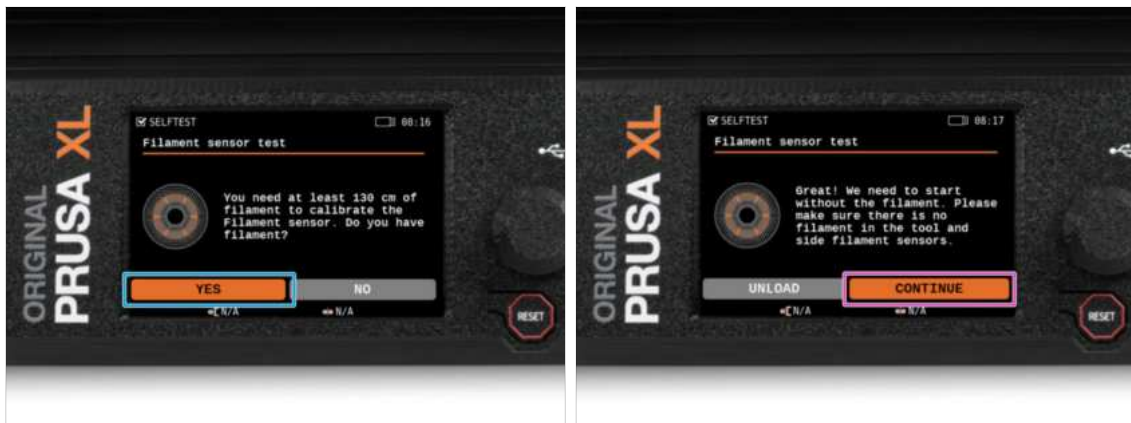 ORIGINAL
PRUSA XL
SELFTEST
08:16
Filament sensor test
You need at least 130 cm of
filament to calibrate the
Filament sensor. Do you have
filament?
YES
NO
N/A
N/A
RESET
ORIGINAL
PRUSA XL
SELFTEST
08:17
Filament sensor test
Great! We need to start
without the filament. Please
make sure there is no
filament in the tool and
side filament sensors.
UNLOAD
CONTINUE
N/A
N/A
RESET